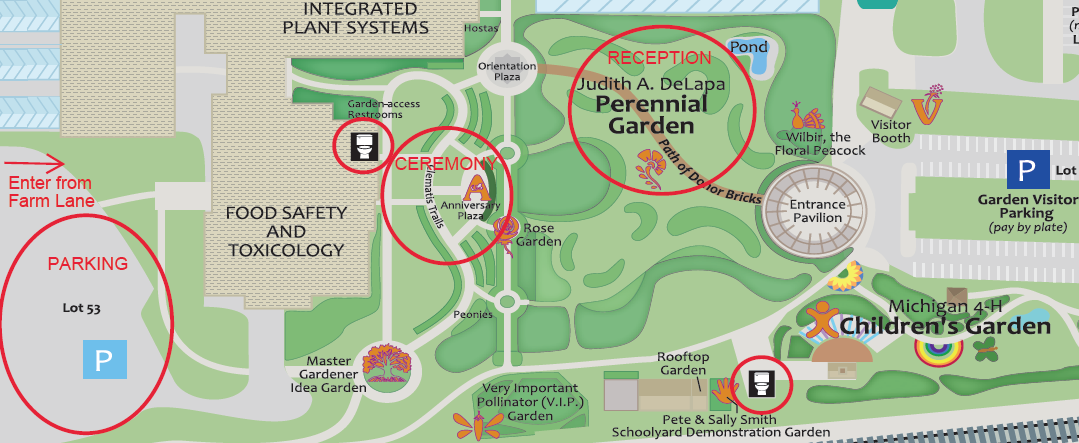 INTEGRATED
PLANT SYSTEMS
Hostas
Orientation
Plaza
RECEPTION
Pond
Judith A. DeLapa
Perennial
Garden
Path of Donor Bricks
Garden-access
Restrooms
CEREMONY
Clematis Trails
A
Anniversary
Plaza
Rose
Garden
Wilbir, the
Floral Peacock
Visitor
Booth
V
P
Lot
Garden Visitor
Parking
(pay by plate)
Entrance
Pavilion
Enter from
Farm Lane
FOOD SAFETY
AND
TOXICOLOGY
PARKING
Lot 53
P
Peonies
Michigan 4-H
Children's Garden
Master
Gardener
Idea Garden
Very Important
Pollinator (V.I.P.)
Garden
Rooftop
Garden
Pete & Sally Smith
Schoolyard Demonstration Garden